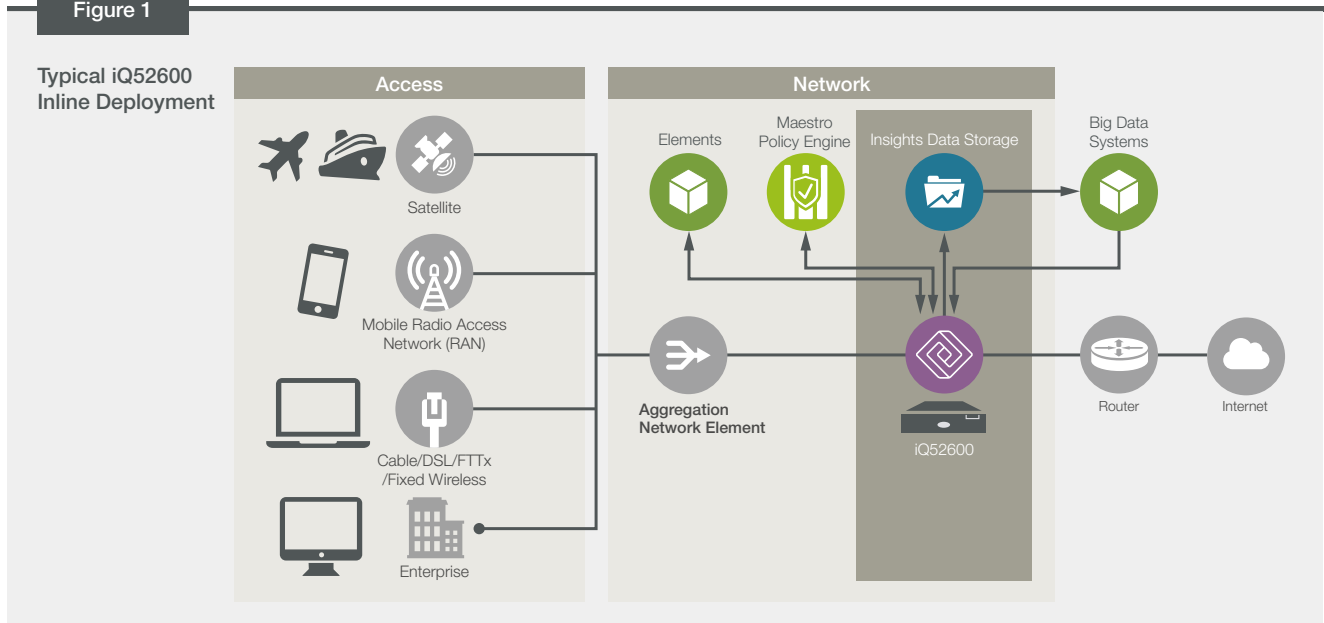 Figure 1
Typical iQ52600
Inline Deployment
Access
Satellite
Mobile Radio Access
Network (RAN)
Cable/DSL/FTTx
/Fixed Wireless
Enterprise
Network
Elements
Maestro
Policy Engine
Insights Data Storage
Big Data
Systems
Aggregation
Network Element
iQ52600
Router
Internet